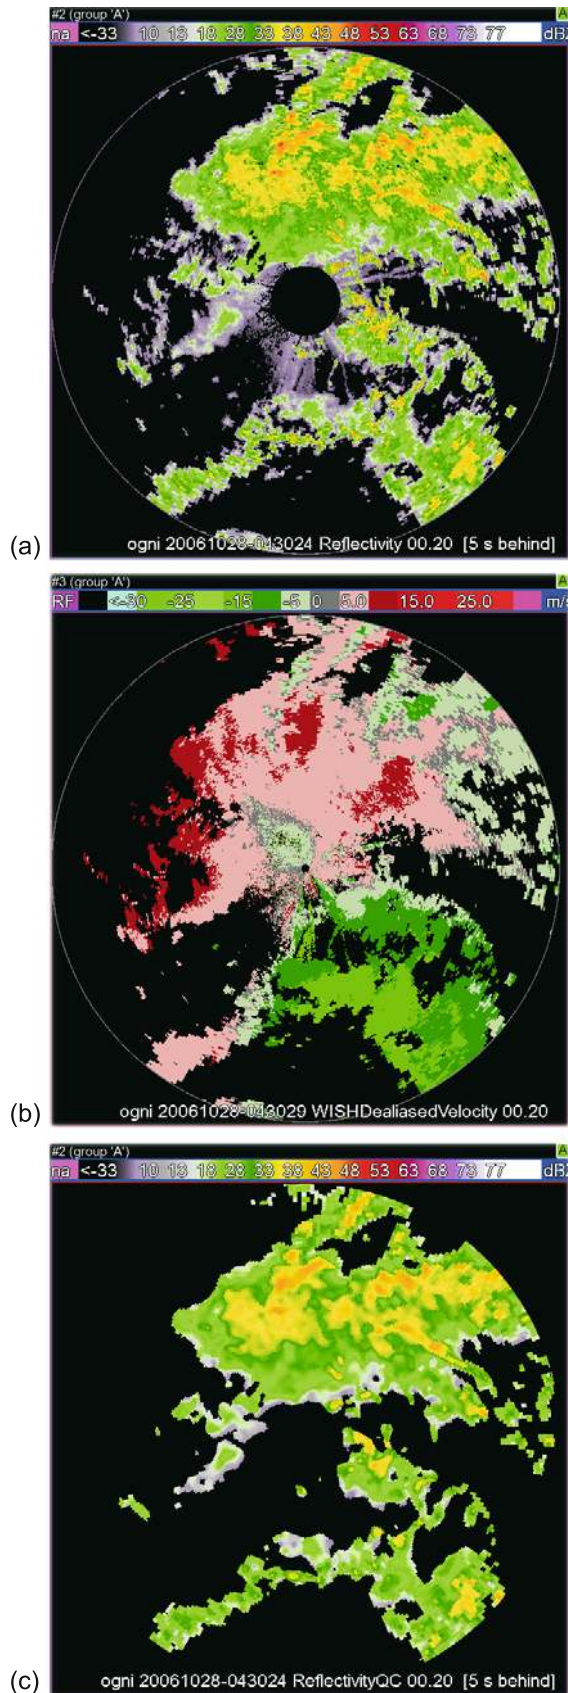 #2 (group 'A') A
na <-33 10 13 18 28 33 38 43 48 53 63 68 73 77 dBZ
(a)
ogni 20061028-043024 Reflectivity 00.20 [5 s behind]
#3 (group 'A') A
RF <-30 -25 -15 -5 0 5.0 15.0 25.0 m/s
(b)
ogni 20061028-043029 WISHDealiasedVelocity 00.20
#2 (group 'A') A
na <-33 10 13 18 28 33 38 43 48 53 63 68 73 77 dBZ
(c)
ogni 20061028-043024 ReflectivityQC 00.20 [5 s behind]